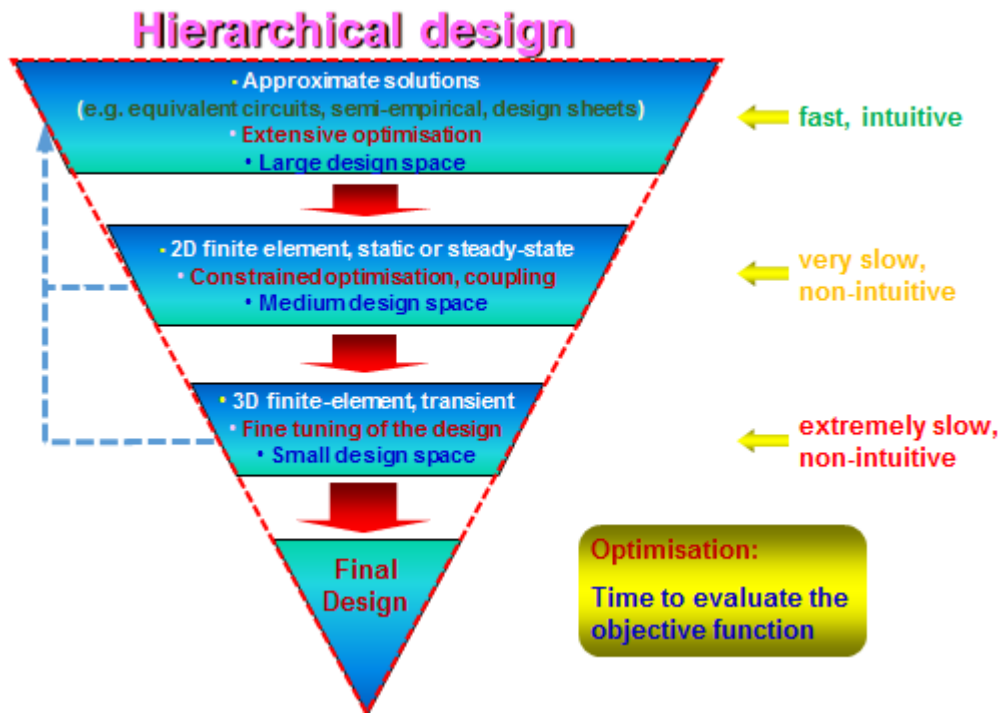 Hierarchical design
- Approximate solutions
(e.g. equivalent circuits, semi-empirical, design sheets)
• Extensive optimisation
• Large design space
fast, intuitive
- 2D finite element, static or steady-state
• Constrained optimisation, coupling
• Medium design space
very slow,
non-intuitive
• 3D finite-element, transient
• Fine tuning of the design
• Small design space
extremely slow,
non-intuitive
Final
Design
Optimisation:
Time to evaluate the
objective function